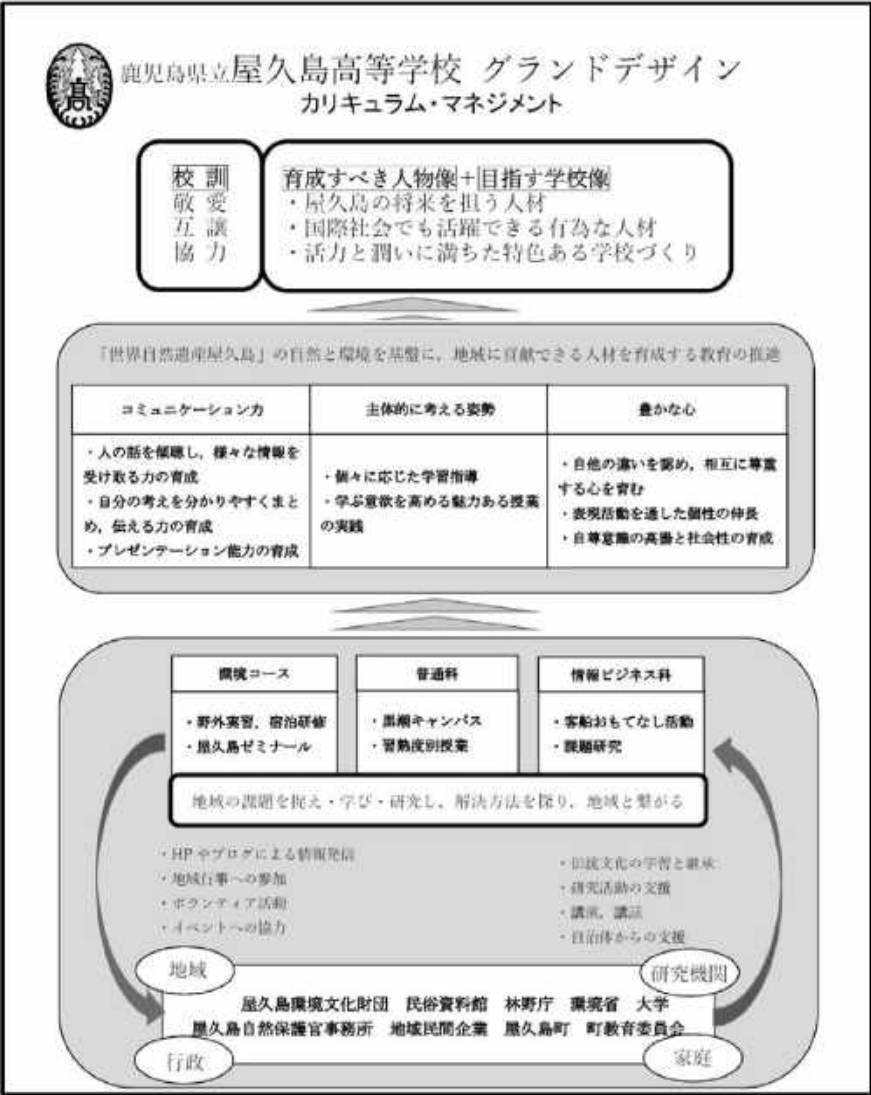 高
鹿児島県立屋久島高等学校 グランドデザイン
カリキュラム・マネジメント
校訓
敬愛
互譲
協力
育成すべき人物像+目指す学校像
・屋久島の将来を担う人材
・国際社会でも活躍できる有為な人材
・活力と潤いに満ちた特色ある学校づくり
「世界自然遺産屋久島」の自然と環境を基盤に，地域に貢献できる人材を育成する教育の推進
コミュニケーション力
・人の話を傾聴し，様々な情報を
受け取る力の育成
・自分の考えを分かりやすくまと
め，伝える力の育成
・プレゼンテーション能力の育成
主体的に考える姿勢
・個々に応じた学習指導
・学ぶ意欲を高める魅力ある授業
の実践
豊かな心
・自他の違いを認め，相互に尊重
する心を育む
・表現活動を通した個性の伸長
・自尊意識の高揚と社会性の育成
環境コース
・野外実習，宿泊研修
・屋久島ゼミナール
普通科
・黒潮キャンパス
・習熟度別授業
情報ビジネス科
・客船おもてなし活動
・課題研究
地域の課題を捉え・学び・研究し，解決方法を探り，地域と繋がる
・HPやブログによる情報発信
・地域行事への参加
・ボランティア活動
・イベントへの協力
・伝統文化の学習と継承
・研究活動の支援
・講演，講話
・自治体からの支援
地域
研究機関
屋久島環境文化財団 民俗資料館 林野庁 環境省 大学
屋久島自然保護官事務所 地域民間企業 屋久島町 町教育委員会
行政
家庭